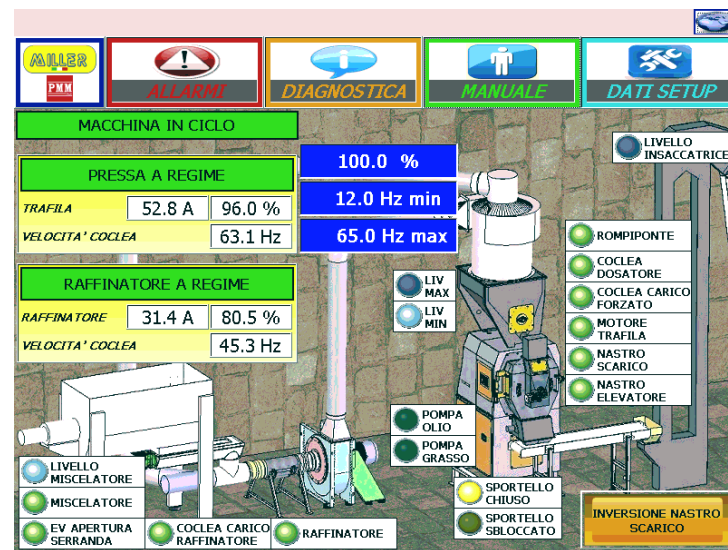 MILLER
PMM
ALLARMI
DIAGNOSTICA
MANUALE
DATI SETUP
MACCHINA IN CICLO
PRESSA A REGIME
TRAFILA 52.8 A 96.0 %
VELOCITA' COCLEA 63.1 Hz
100.0 %
12.0 Hz min
65.0 Hz max
RAFFINATORE A REGIME
RAFFINATORE 31.4 A 80.5 %
VELOCITA' COCLEA 45.3 Hz
LIVELLO
INSACCATRICE
ROMPIPONTE
COCLEA
DOSATORE
COCLEA CARICO
FORZATO
MOTORE
TRAFILA
NASTRO
SCARICO
NASTRO
ELEVATORE
LIV
MAX
LIV
MIN
POMPA
OLIO
POMPA
GRASSO
LIVELLO
MISCELATORE
MISCELATORE
EV APERTURA
SERRANDA
COCLEA CARICO
RAFFINATORE
RAFFINATORE
SPORTELLO
CHIUSO
SPORTELLO
SBLOCCATO
INVERSIONE NASTRO
SCARICO